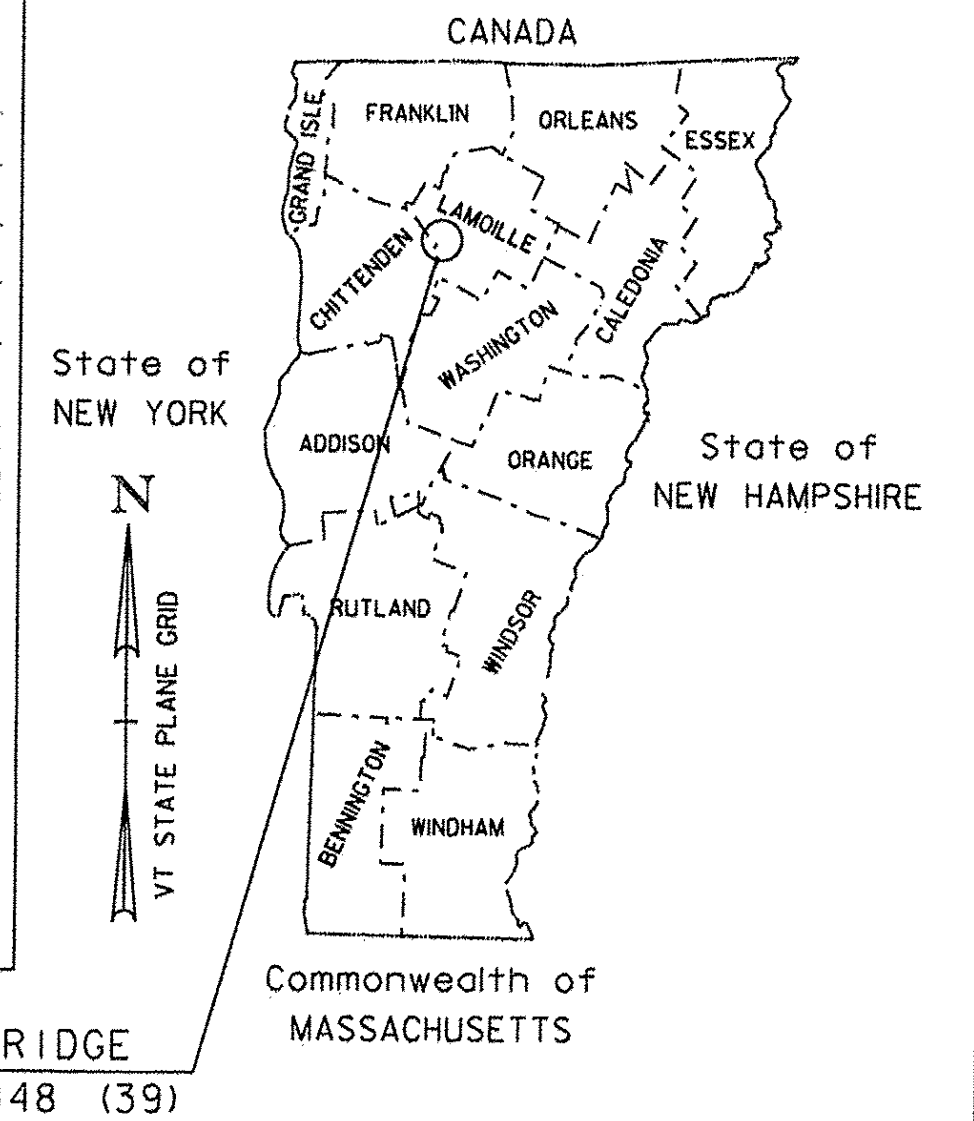 CANADA
FRANKLIN
ORLEANS
ESSEX
GRAND ISLE
LAMOILLE
CHITTENDEN
CALEDONIA
WASHINGTON
State of
NEW YORK
ADDISON
ORANGE
State of
NEW HAMPSHIRE
N
VT STATE PLANE GRID
RUTLAND
WINDSOR
BENNINGTON
WINDHAM
Commonwealth of
MASSACHUSETTS
RIDGE
48 (39)